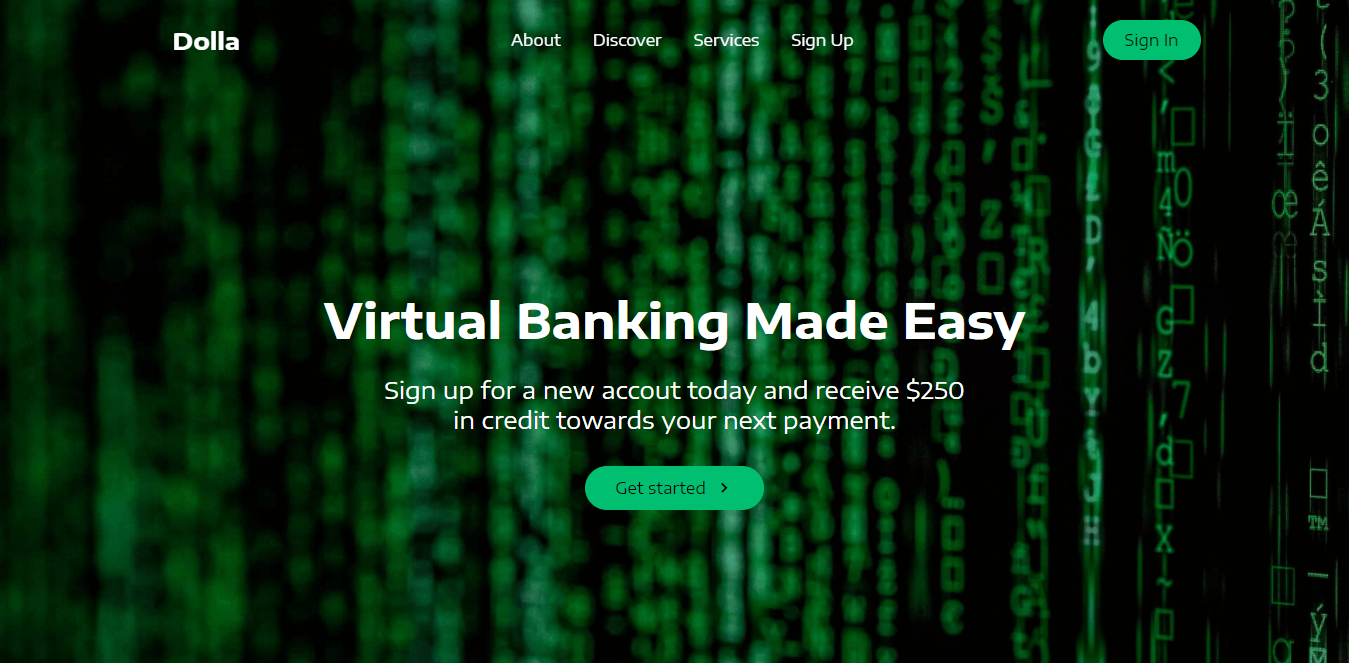 Dolla
About Discover Services Sign Up
Sign In
Virtual Banking Made Easy
Sign up for a new accout today and receive $250
in credit towards your next payment.
Get started